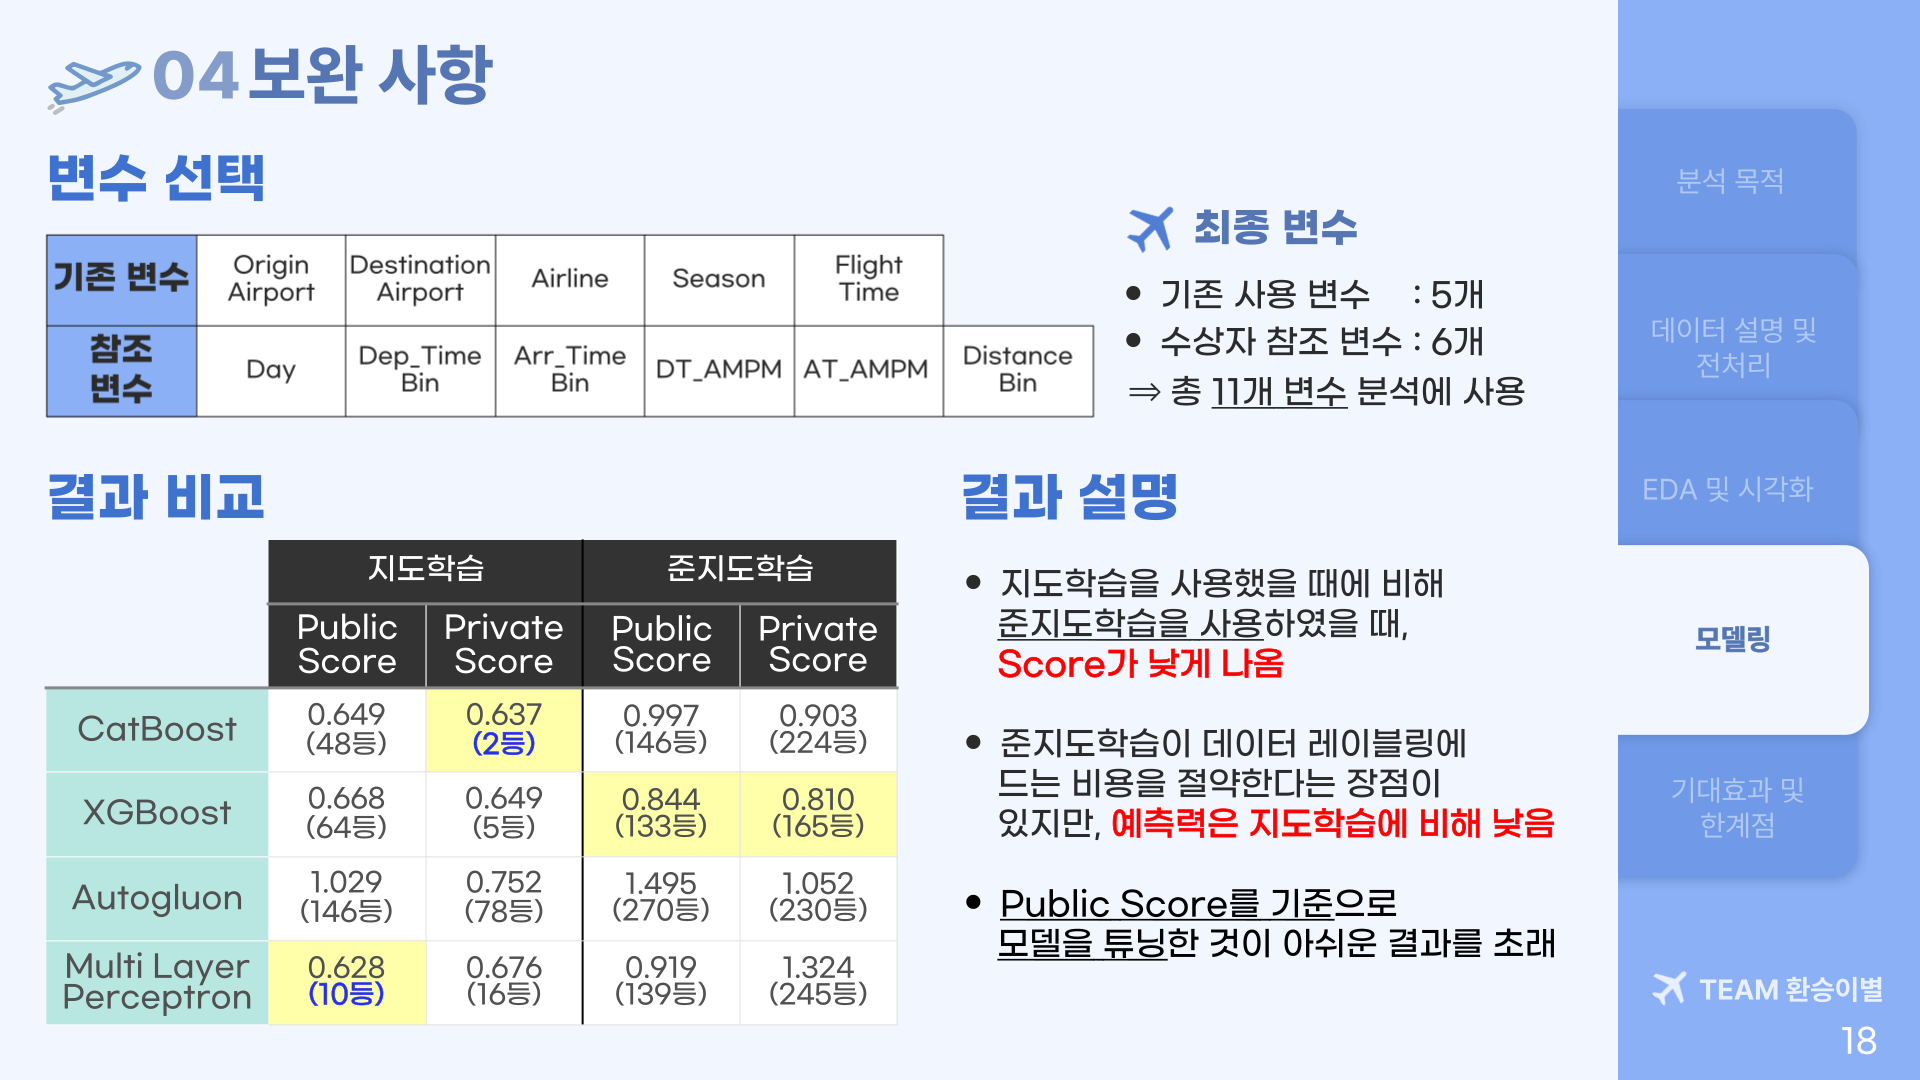 04 보완 사항
변수 선택
기존 변수
Origin
Airport
Destination
Airport
Airline
Season
Flight
Time
참조
변수
Day
Dep_Time
Bin
Arr_Time
Bin
DT_AMPM
AT_AMPM
Distance
Bin
최종 변수
• 기존 사용 변수 : 5개
• 수상자 참조 변수 : 6개
⇒ 총 11개 변수 분석에 사용
결과 비교
지도학습
준지도학습
Public
Score
Private
Score
Public
Score
Private
Score
CatBoost
0.649
(48등)
0.637
(2등)
0.997
(146등)
0.903
(224등)
XGBoost
0.668
(64등)
0.649
(5등)
0.844
(133등)
0.810
(165등)
Autogluon
1.029
(146등)
0.752
(78등)
1.495
(270등)
1.052
(230등)
Multi Layer
Perceptron
0.628
(10등)
0.676
(16등)
0.919
(139등)
1.324
(245등)
결과 설명
• 지도학습을 사용했을 때에 비해
준지도학습을 사용하였을 때,
Score가 낮게 나옴
• 준지도학습이 데이터 레이블링에
드는 비용을 절약한다는 장점이
있지만, 예측력은 지도학습에 비해 낮음
• Public Score를 기준으로
모델을 튜닝한 것이 아쉬운 결과를 초래
분석 목적
데이터 설명 및
전처리
EDA 및 시각화
모델링
기대효과 및
한계점
TEAM 환승이별
18